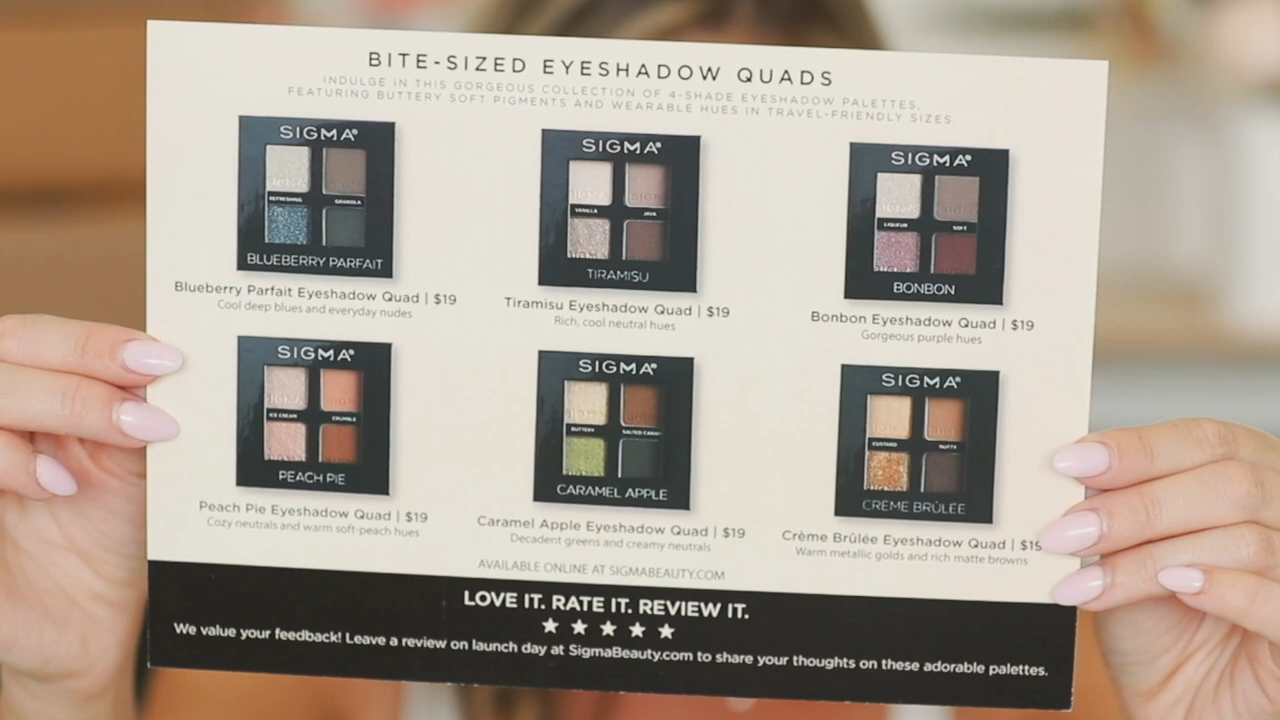 BITE-SIZED EYESHADOW QUADS
INDULGE IN THIS GORGEOUS COLLECTION OF 4-SHADE EYESHADOW PALETTES,
FEATURING BUTTERY SOFT PIGMENTS AND WEARABLE HUES IN TRAVEL-FRIENDLY SIZES.
SIGMA®
REFRESHING GRANOLA
BLUEBERRY PARFAIT
Blueberry Parfait Eyeshadow Quad | $19
Cool deep blues and everyday nudes
SIGMA®
VANILLA JAVA
TIRAMISU
Tiramisu Eyeshadow Quad | $19
Rich, cool neutral hues
SIGMA®
LIQUEUR SOFT
BONBON
Bonbon Eyeshadow Quad | $19
Gorgeous purple hues
SIGMA®
ICE CREAM CRUMBLE
PEACH PIE
Peach Pie Eyeshadow Quad | $19
Cozy neutrals and warm soft-peach hues
SIGMA®
BUTTERY SALTED CARAMEL
CARAMEL APPLE
Caramel Apple Eyeshadow Quad | $19
Decadent greens and creamy neutrals
SIGMA®
CUSTARD NUTTY
CRÈME BRÛLÉE
Crème Brûlée Eyeshadow Quad | $19
Warm metallic golds and rich matte browns
AVAILABLE ONLINE AT SIGMABEAUTY.COM
LOVE IT. RATE IT. REVIEW IT.
We value your feedback! Leave a review on launch day at SigmaBeauty.com to share your thoughts on these adorable palettes.